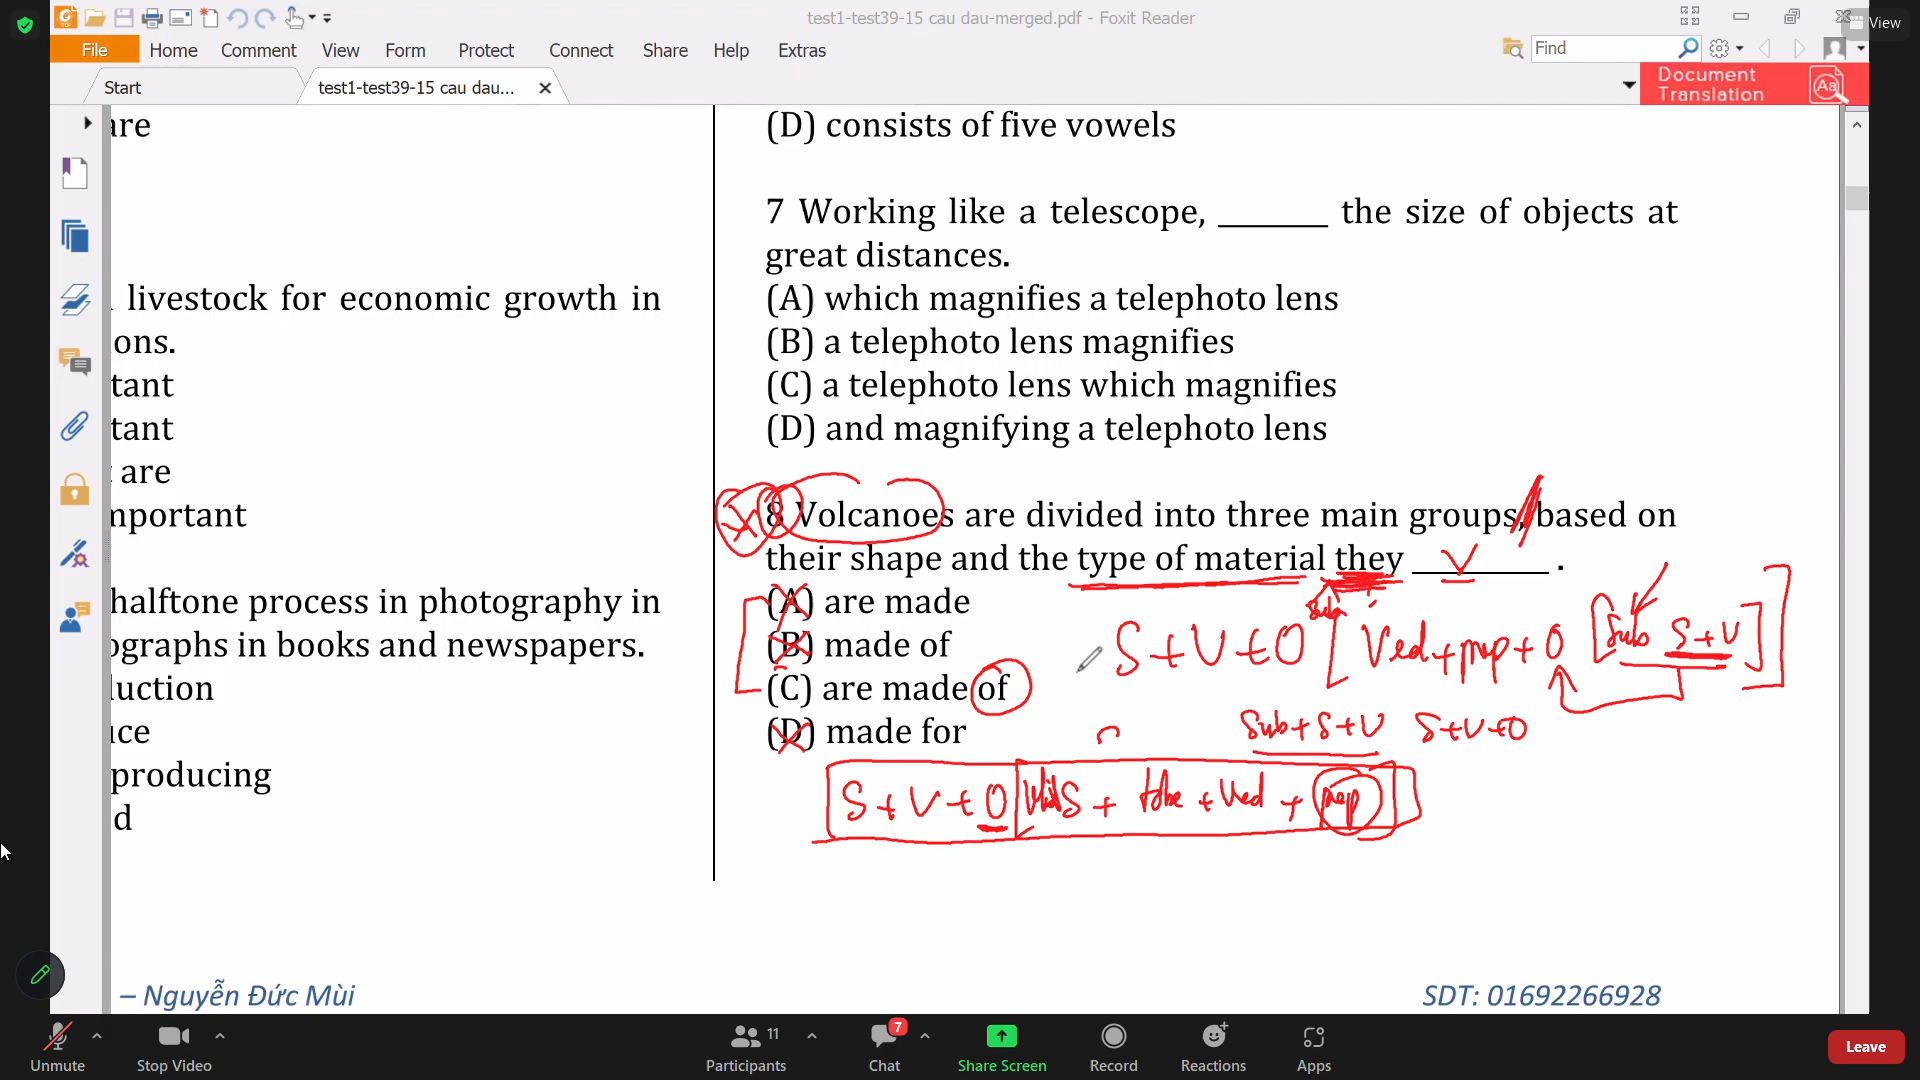 test1-test39-15 cau dau-merged.pdf - Foxit Reader
View
File Home Comment View Form Protect Connect Share Help Extras
Find
Start
test1-test39-15 cau dau...
Document
Translation
are
livestock for economic growth in
ons.
tant
tant
are
mportant
halftone process in photography in
ographs in books and newspapers.
luction
ice
producing
d
(D) consists of five vowels
7 Working like a telescope, ________ the size of objects at
great distances.
(A) which magnifies a telephoto lens
(B) a telephoto lens magnifies
(C) a telephoto lens which magnifies
(D) and magnifying a telephoto lens
8 Volcanoes are divided into three main groups, based on
their shape and the type of material they __________ .
V
(A) are made
(B) made of
(C) are made of
(D) made for
Sub
S + V + O [ Ved + prep + O [ Sub S + V ] ]
Sub + S + V S + V + O
S + V + O S + tobe + Ved + prep
– Nguyễn Đức Mùi
SDT: 01692266928
Unmute
Stop Video
11
Participants
7
Chat
Share Screen
Record
Reactions
Apps
Leave